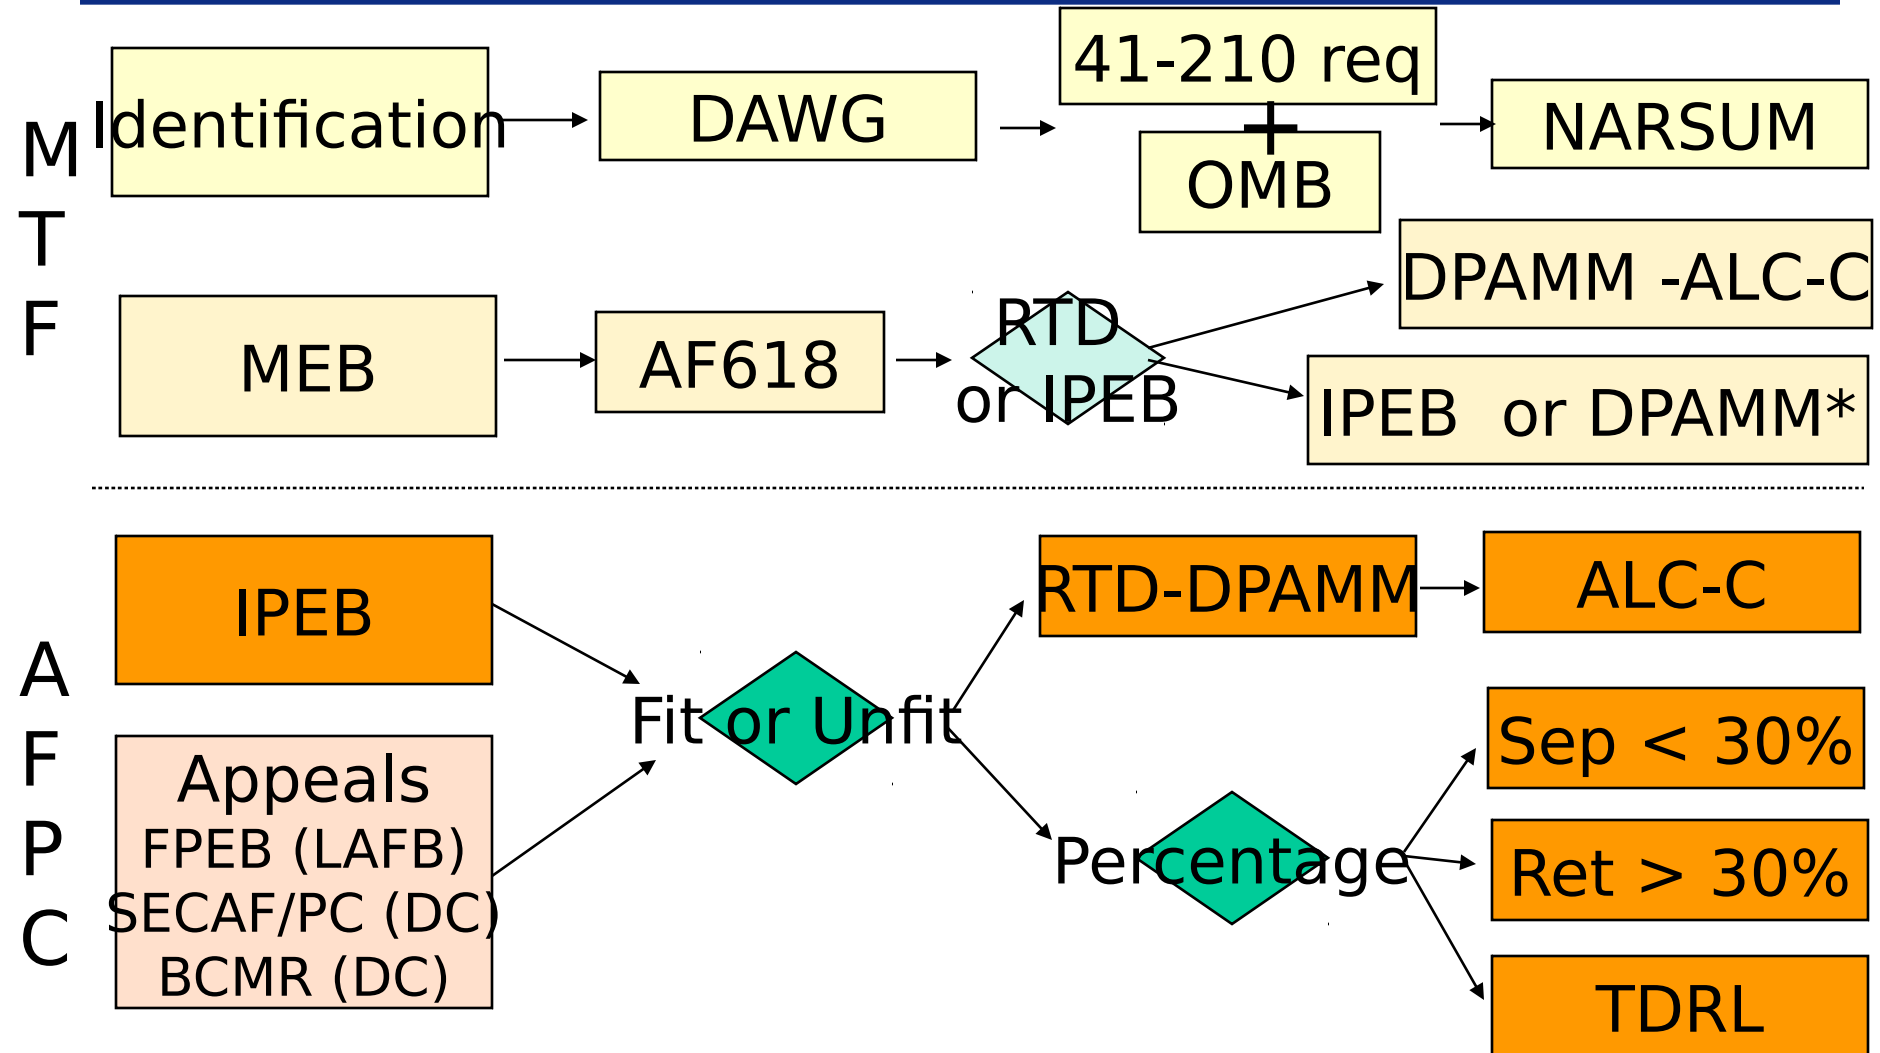 41-210 req
Identification
DAWG
+
NARSUM
OMB
M
T
F
DPAMM -ALC-C
RTD
or IPEB
MEB
AF618
IPEB  or DPAMM*
IPEB
RTD-DPAMM
ALC-C
A
F
P
C
Fit or Unfit
Sep < 30%
Appeals
FPEB (LAFB)
SECAF/PC (DC)
BCMR (DC)
Percentage
Ret > 30%
TDRL